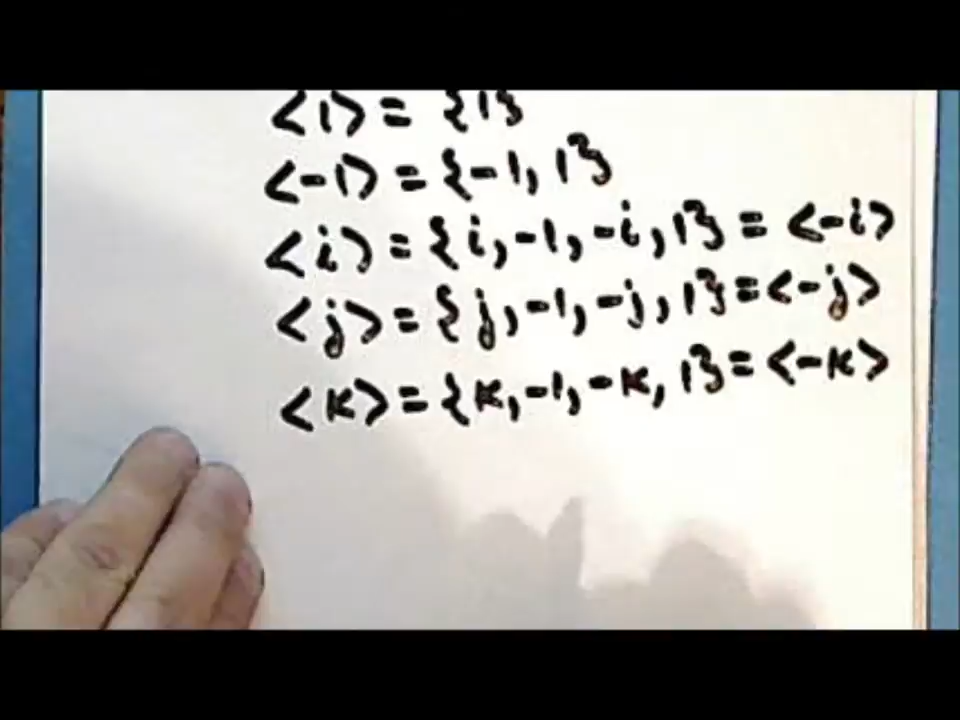 <1> = {1}
<-1> = {-1, 1}
<i> = {i, -1, -i, 1} = <-i>
<j> = {j, -1, -j, 1} = <-j>
<k> = {k, -1, -k, 1} = <-k>